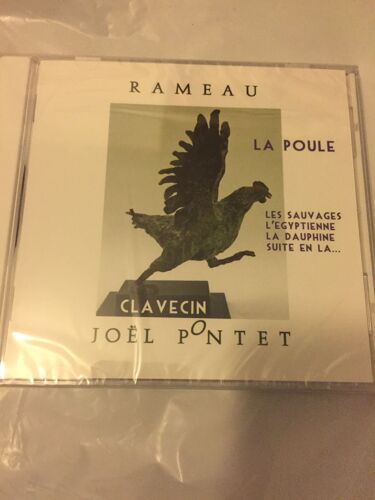 RAMEAU
LA POULE
LES SAUVAGES
L'EGYPTIENNE
LA DAUPHINE
SUITE EN LA...
CLAVECIN
JOËL PONTET